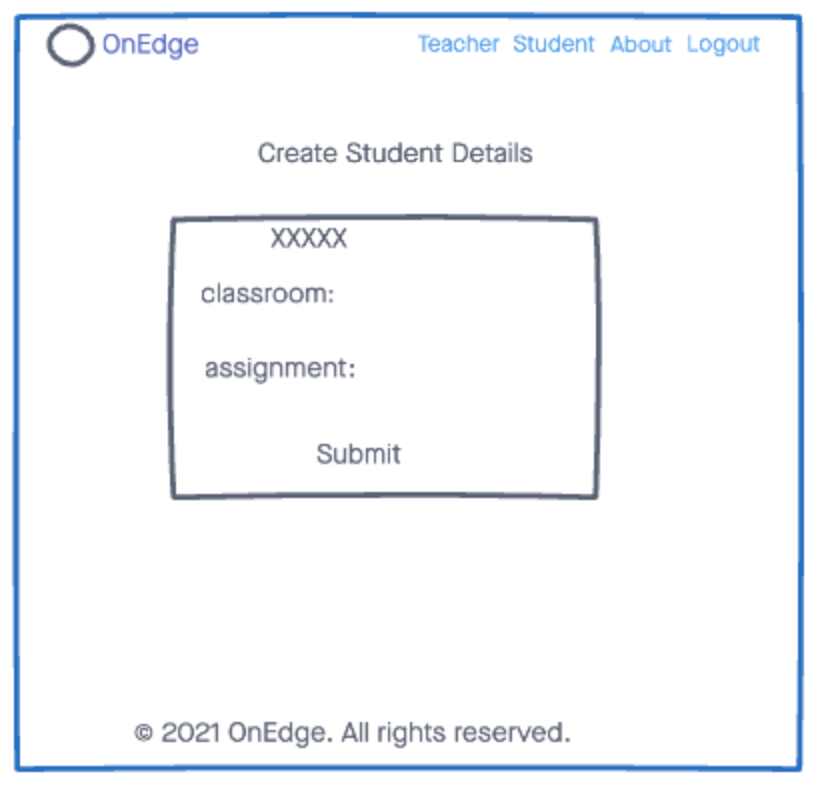 OnEdge Teacher Student About Logout
Create Student Details
XXXXX
classroom:
assignment:
Submit
© 2021 OnEdge. All rights reserved.